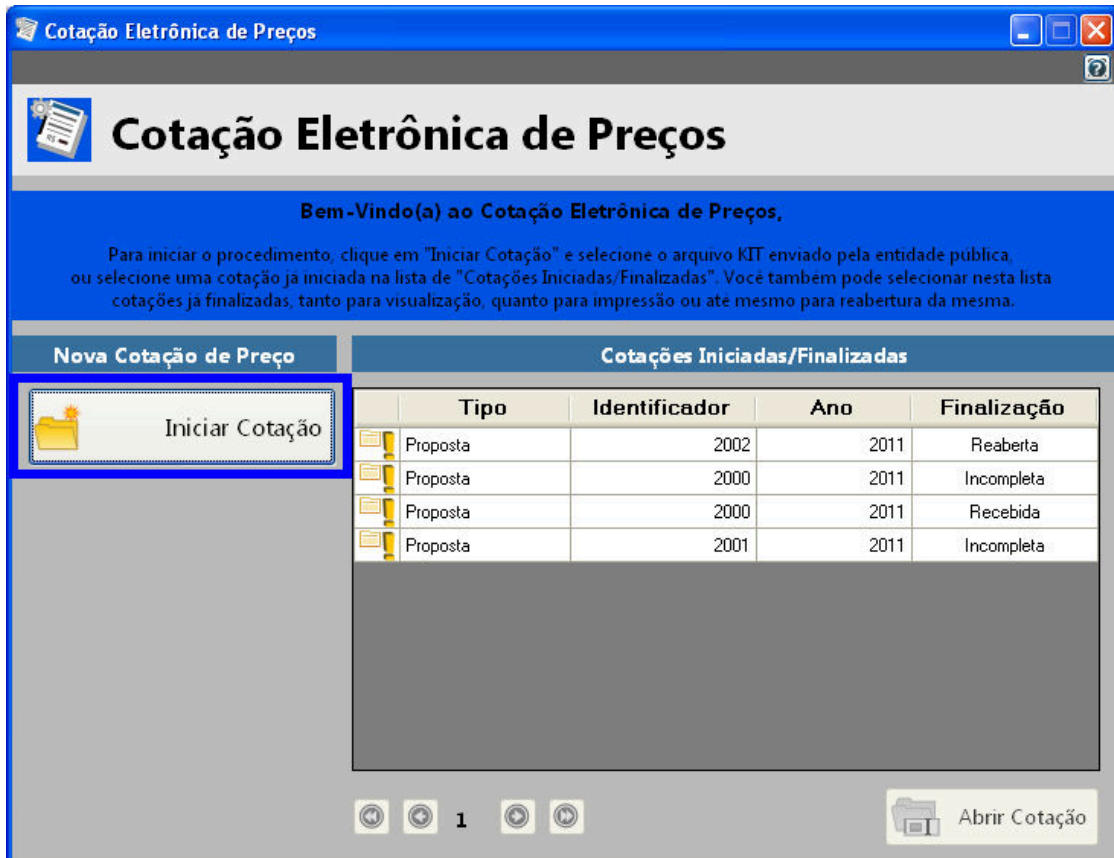 Cotação Eletrônica de Preços
Cotação Eletrônica de Preços
Bem-Vindo(a) ao Cotação Eletrônica de Preços,
Para iniciar o procedimento, clique em "Iniciar Cotação" e selecione o arquivo KIT enviado pela entidade pública,
ou selecione uma cotação já iniciada na lista de "Cotações Iniciadas/Finalizadas". Você também pode selecionar nesta lista
cotações já finalizadas, tanto para visualização, quanto para impressão ou até mesmo para reabertura da mesma.
Nova Cotação de Preço
Cotações Iniciadas/Finalizadas
Iniciar Cotação
Tipo Identificador Ano Finalização
Proposta 2002 2011 Reaberta
Proposta 2000 2011 Incompleta
Proposta 2000 2011 Recebida
Proposta 2001 2011 Incompleta
1
Abrir Cotação